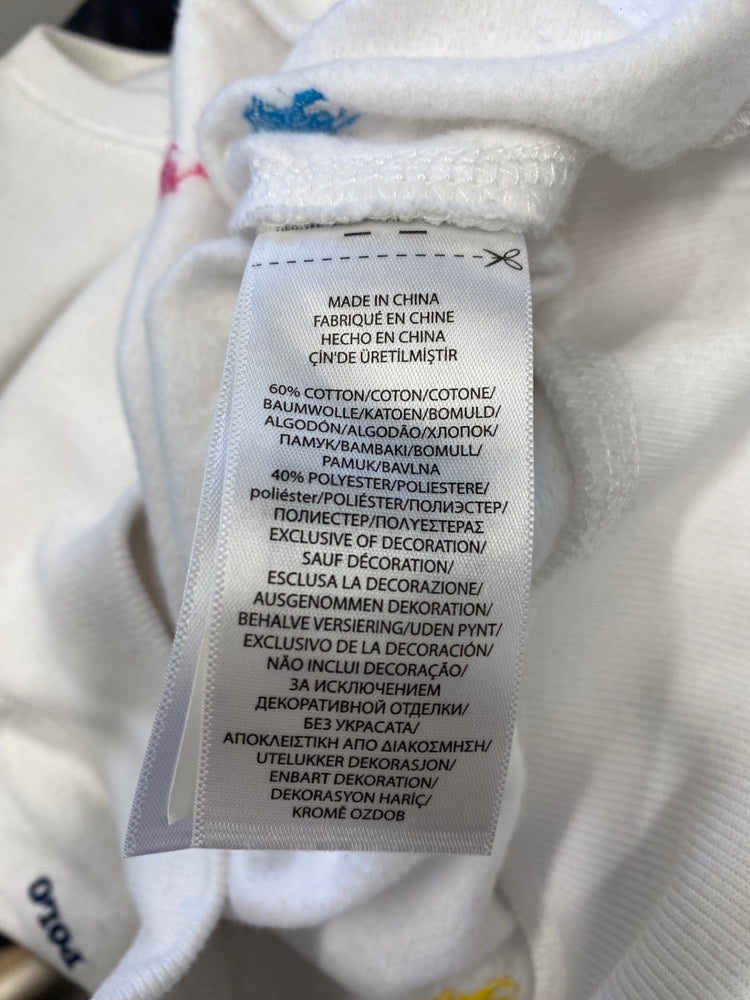 MADE IN CHINA
FABRIQUÉ EN CHINE
HECHO EN CHINA
ÇİN'DE ÜRETİLMİŞTİR
60% COTTON/COTON/COTONE/
BAUMWOLLE/KATOEN/BOMULD/
ALGODÓN/ALGODÃO/ХЛОПОК/
ПАМУК/ΒΑΜΒΑΚΙ/BOMULL/
PAMUK/BAVLNA
40% POLYESTER/POLIESTERE/
poliéster/POLIÉSTER/ПОЛИЭСТЕР/
ПОЛИЕСТЕР/ΠΟΛΥΕΣΤΕΡΑΣ
EXCLUSIVE OF DECORATION/
SAUF DÉCORATION/
ESCLUSA LA DECORAZIONE/
AUSGENOMMEN DEKORATION/
BEHALVE VERSIERING/UDEN PYNT/
EXCLUSIVO DE LA DECORACIÓN/
NÃO INCLUI DECORAÇÃO/
ЗА ИСКЛЮЧЕНИЕМ
ДЕКОРАТИВНОЙ ОТДЕЛКИ/
БЕЗ УКРАСАТА/
ΑΠΟΚΛΕΙΣΤΙΚΗ ΑΠΟ ΔΙΑΚΟΣΜΗΣΗ/
UTELUKKER DEKORASJON/
ENBART DEKORATION/
DEKORASYON HARİÇ/
KROMĚ OZDOB
POLO